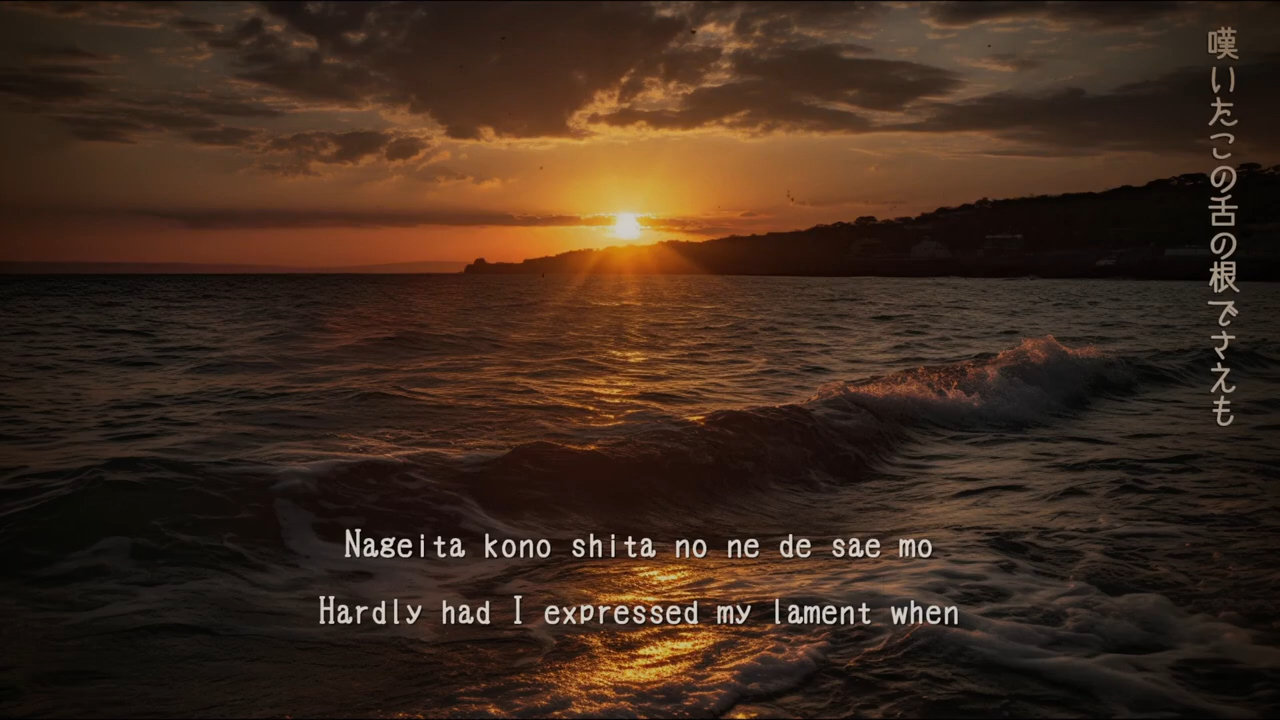 嘆いたこの舌の根でさえも
Nageita kono shita no ne de sae mo
Hardly had I expressed my lament when